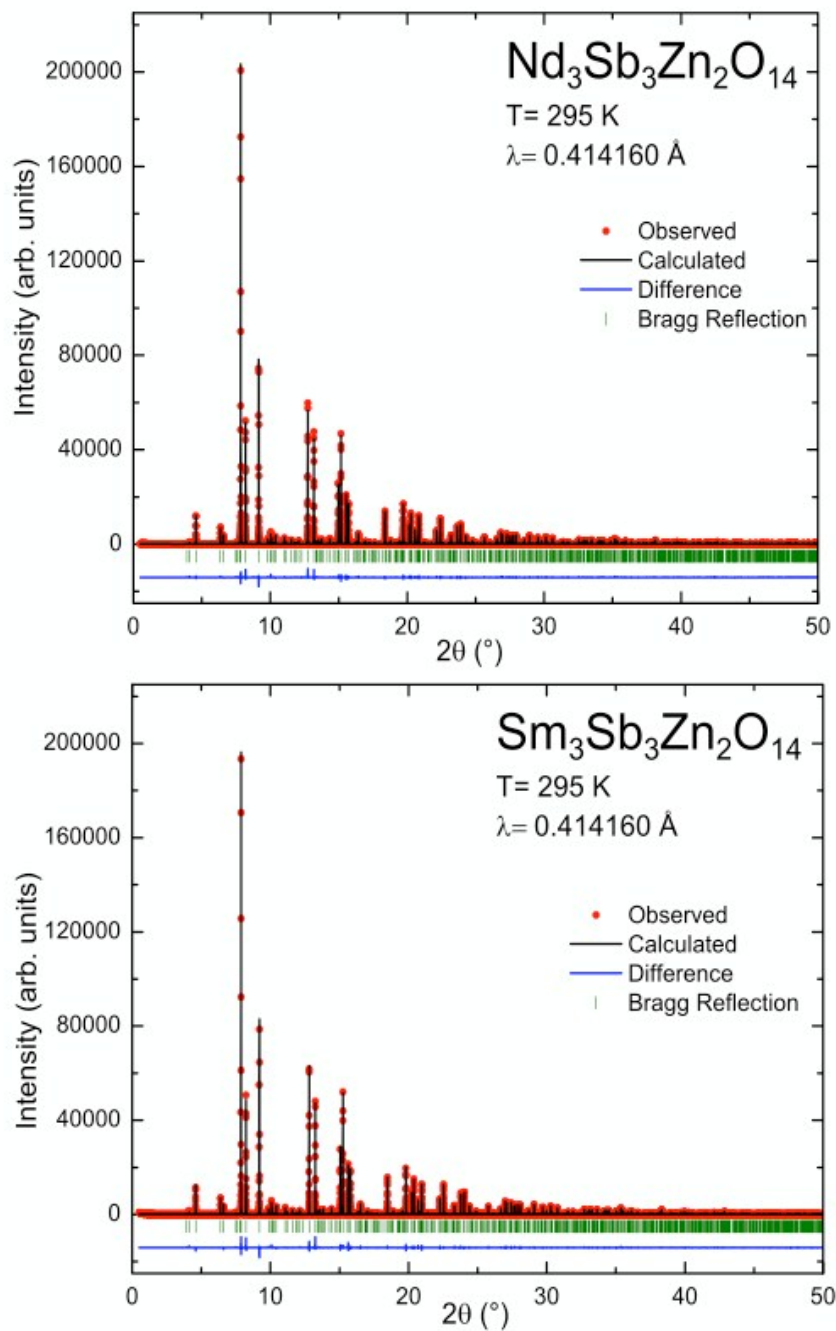 Nd₃Sb₃Zn₂O₁₄
T= 295 K
λ= 0.414160 Å
Observed
Calculated
Difference
Bragg Reflection
Intensity (arb. units)
200000
160000
120000
80000
40000
0
0 10 20 30 40 50
2θ (°)
Sm₃Sb₃Zn₂O₁₄
T= 295 K
λ= 0.414160 Å
Observed
Calculated
Difference
Bragg Reflection
Intensity (arb. units)
200000
160000
120000
80000
40000
0
0 10 20 30 40 50
2θ (°)